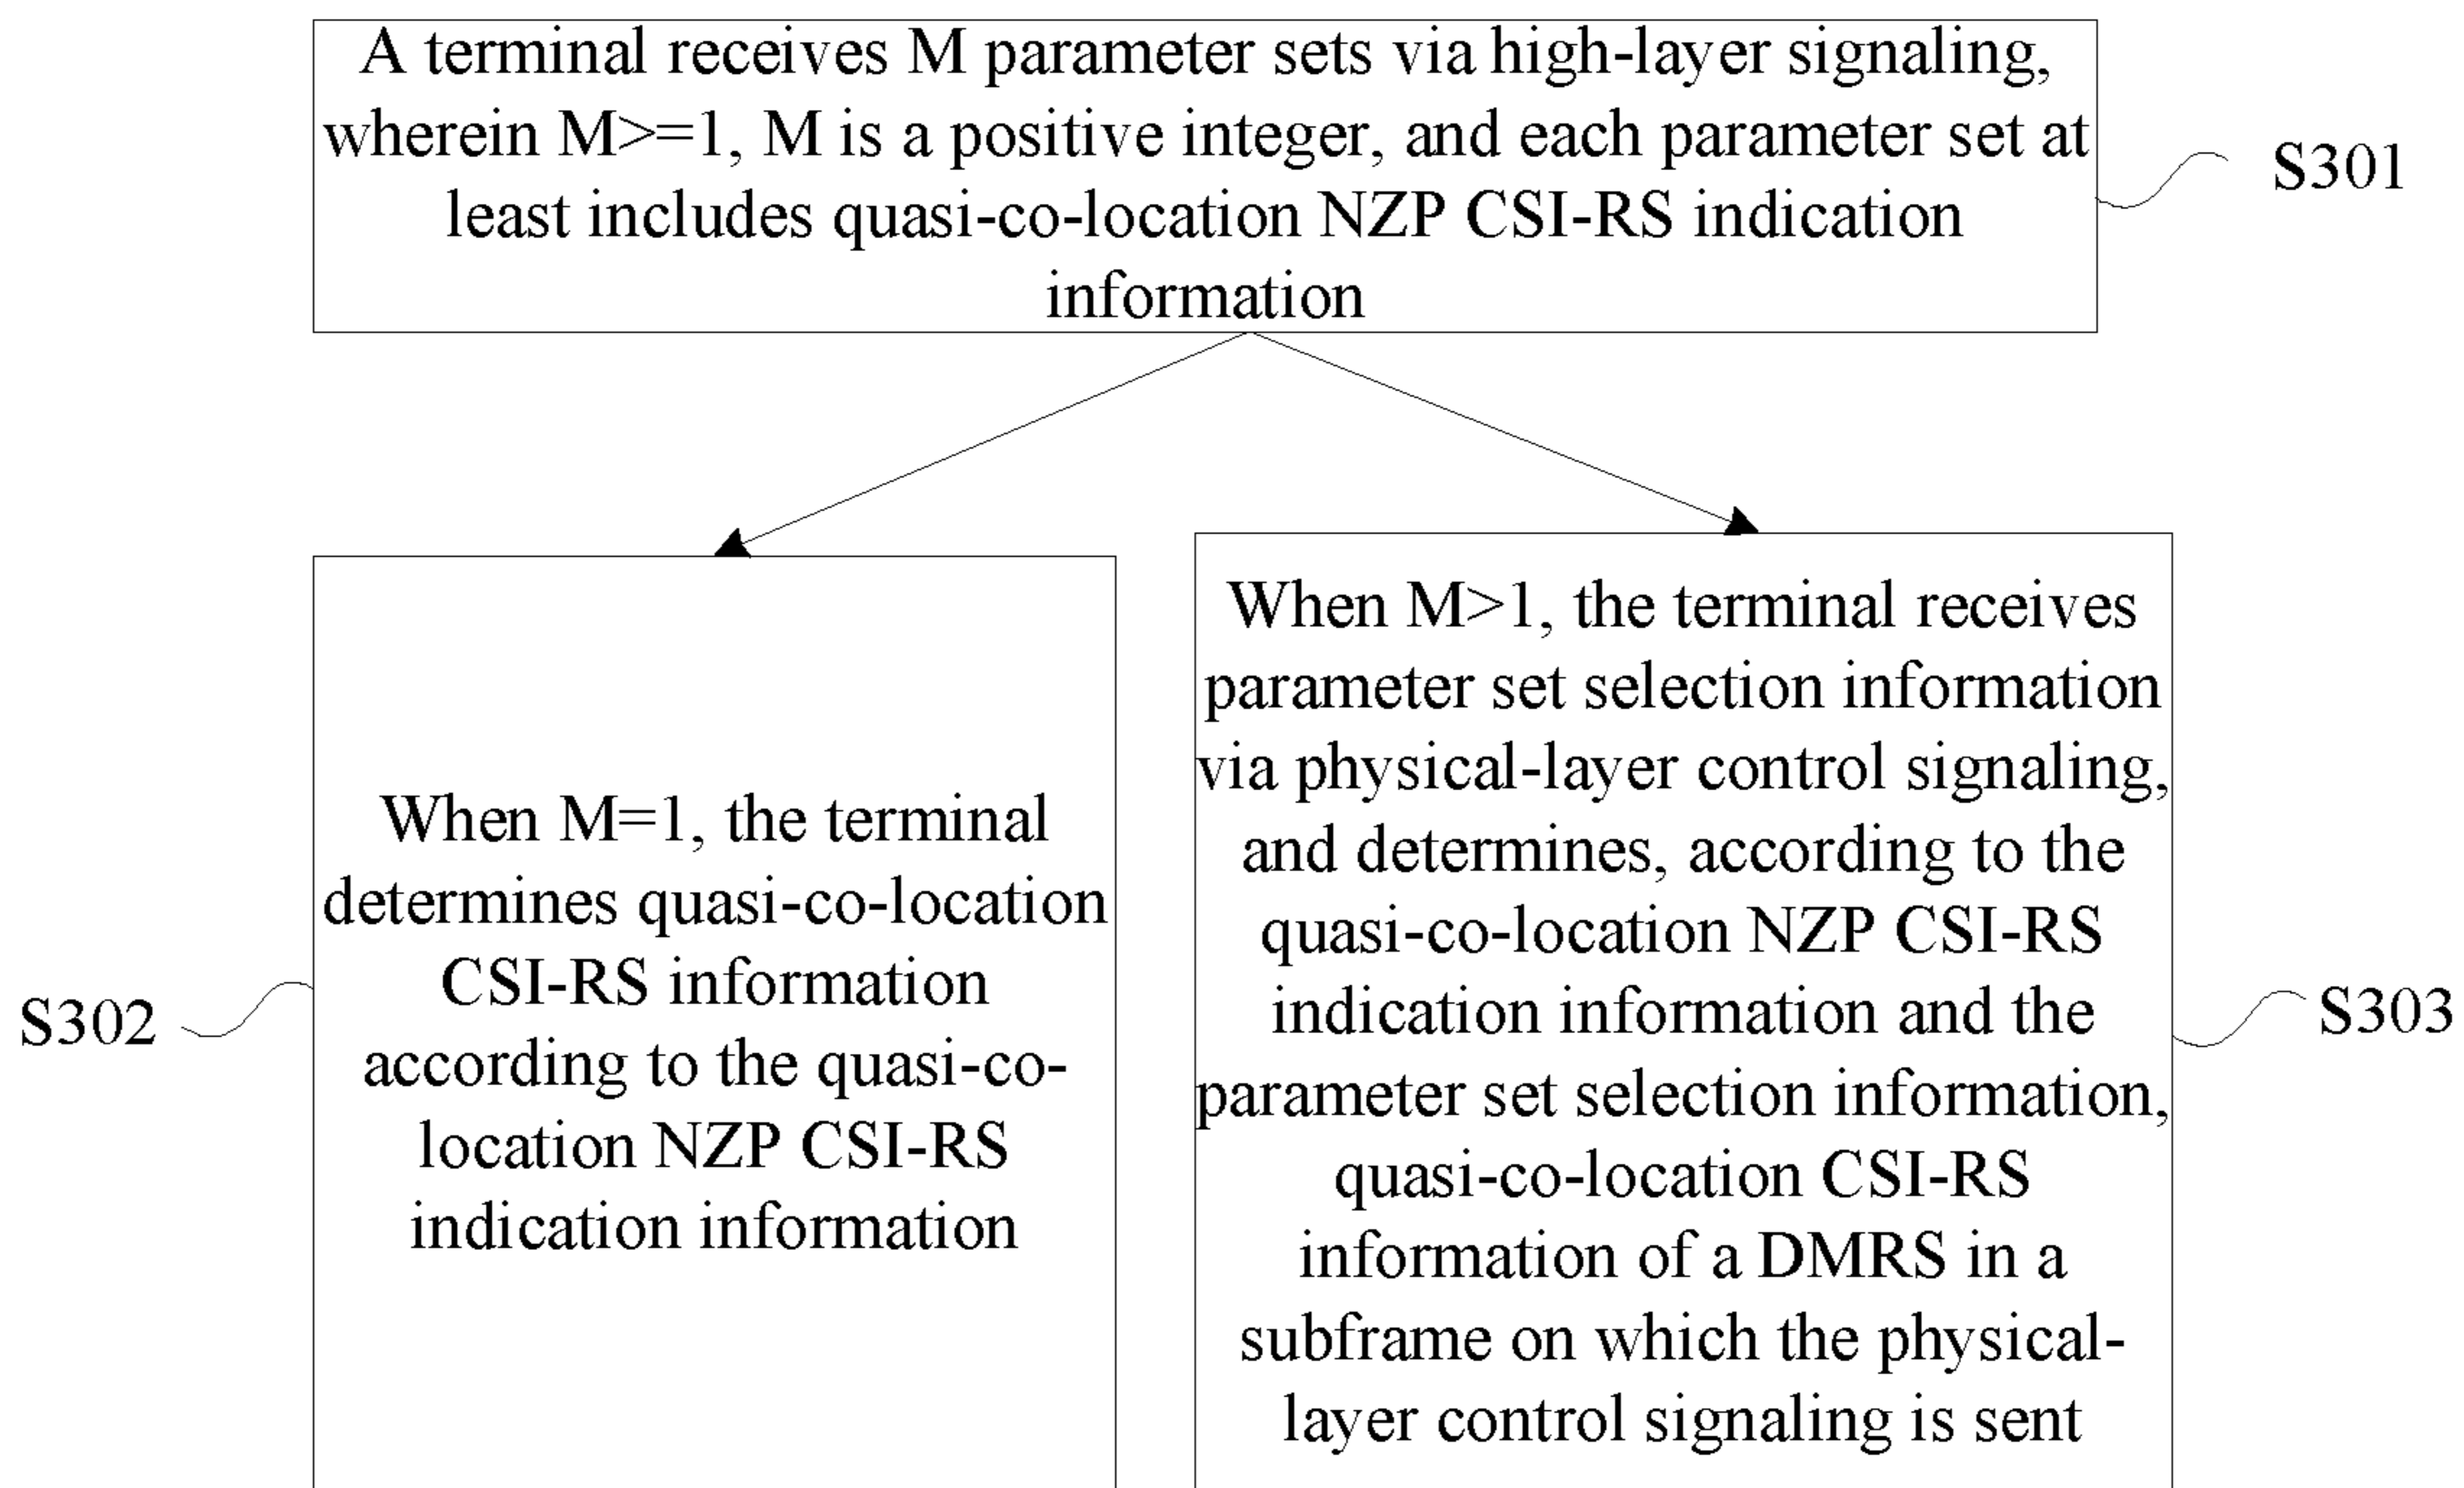 A terminal receives M parameter sets via high-layer signaling,
wherein M>=1, M is a positive integer, and each parameter set at
least includes quasi-co-location NZP CSI-RS indication
information
S301
When M=1, the terminal
determines quasi-co-location
CSI-RS information
according to the quasi-co-
location NZP CSI-RS
indication information
S302
When M>1, the terminal receives
parameter set selection information
via physical-layer control signaling,
and determines, according to the
quasi-co-location NZP CSI-RS
indication information and the
parameter set selection information,
quasi-co-location CSI-RS
information of a DMRS in a
subframe on which the physical-
layer control signaling is sent
S303